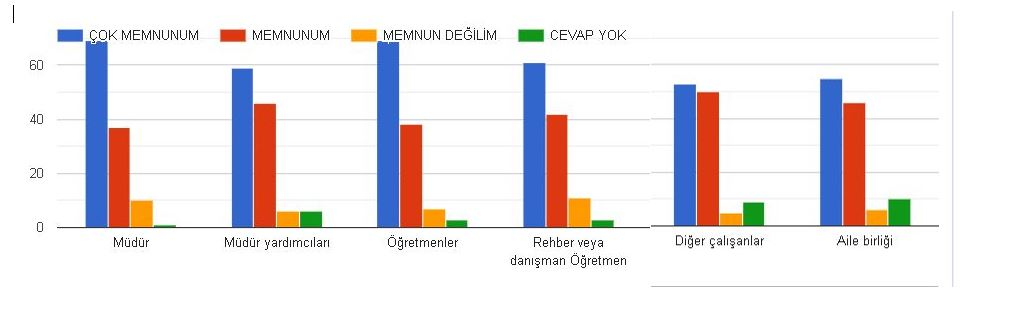 ÇOK MEMNUNUM MEMNUNUM MEMNUN DEĞİLİM CEVAP YOK
60
40
20
0
Müdür Müdür yardımcıları Öğretmenler Rehber veya Diğer çalışanlar Aile birliği
danışman Öğretmen